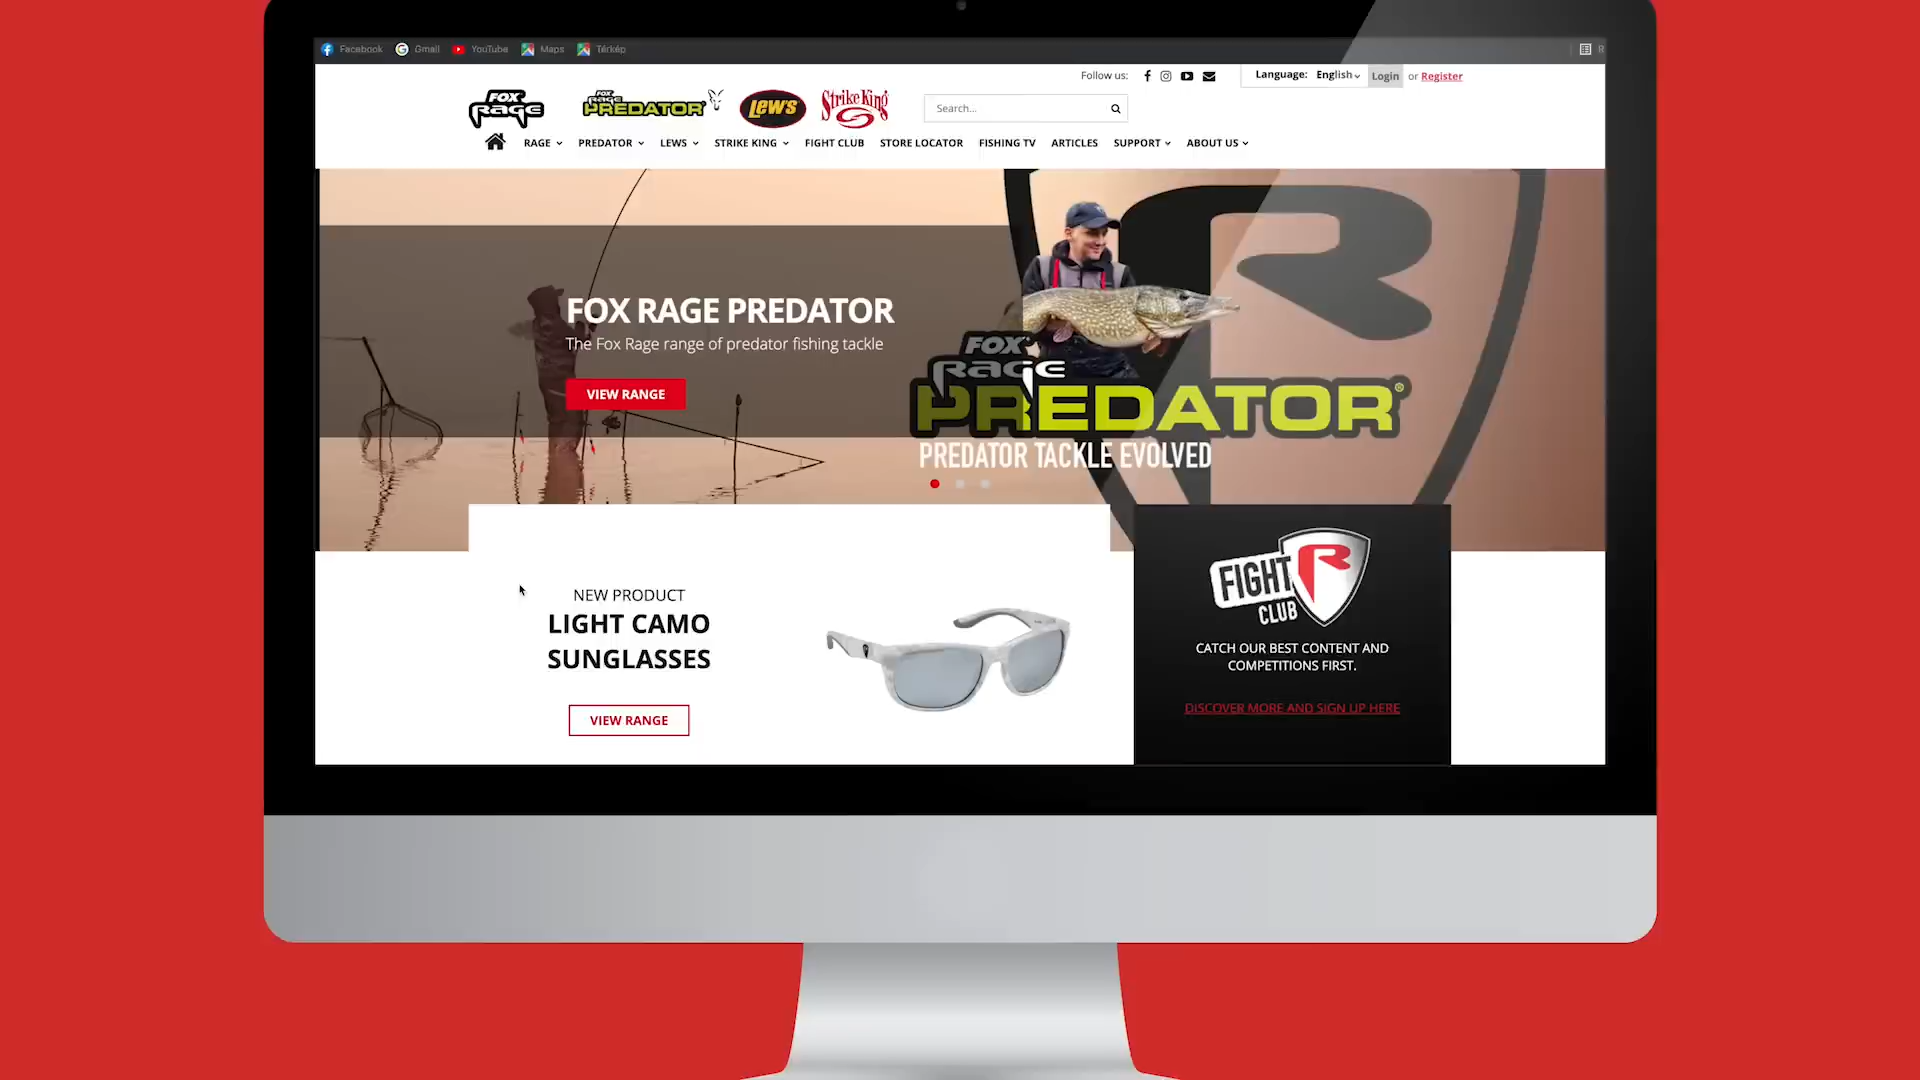 Facebook Gmail YouTube Maps Térkép R
Follow us: Language: English Login or Register
FOX RAGE FOX RAGE PREDATOR® LEW'S Strike King Search...
RAGE PREDATOR LEWS STRIKE KING FIGHT CLUB STORE LOCATOR FISHING TV ARTICLES SUPPORT ABOUT US
FOX RAGE PREDATOR
The Fox Rage range of predator fishing tackle
VIEW RANGE
FOX
RAGE
PREDATOR®
PREDATOR TACKLE EVOLVED
NEW PRODUCT
LIGHT CAMO
SUNGLASSES
VIEW RANGE
FIGHT
CLUB
R
CATCH OUR BEST CONTENT AND
COMPETITIONS FIRST.
DISCOVER MORE AND SIGN UP HERE